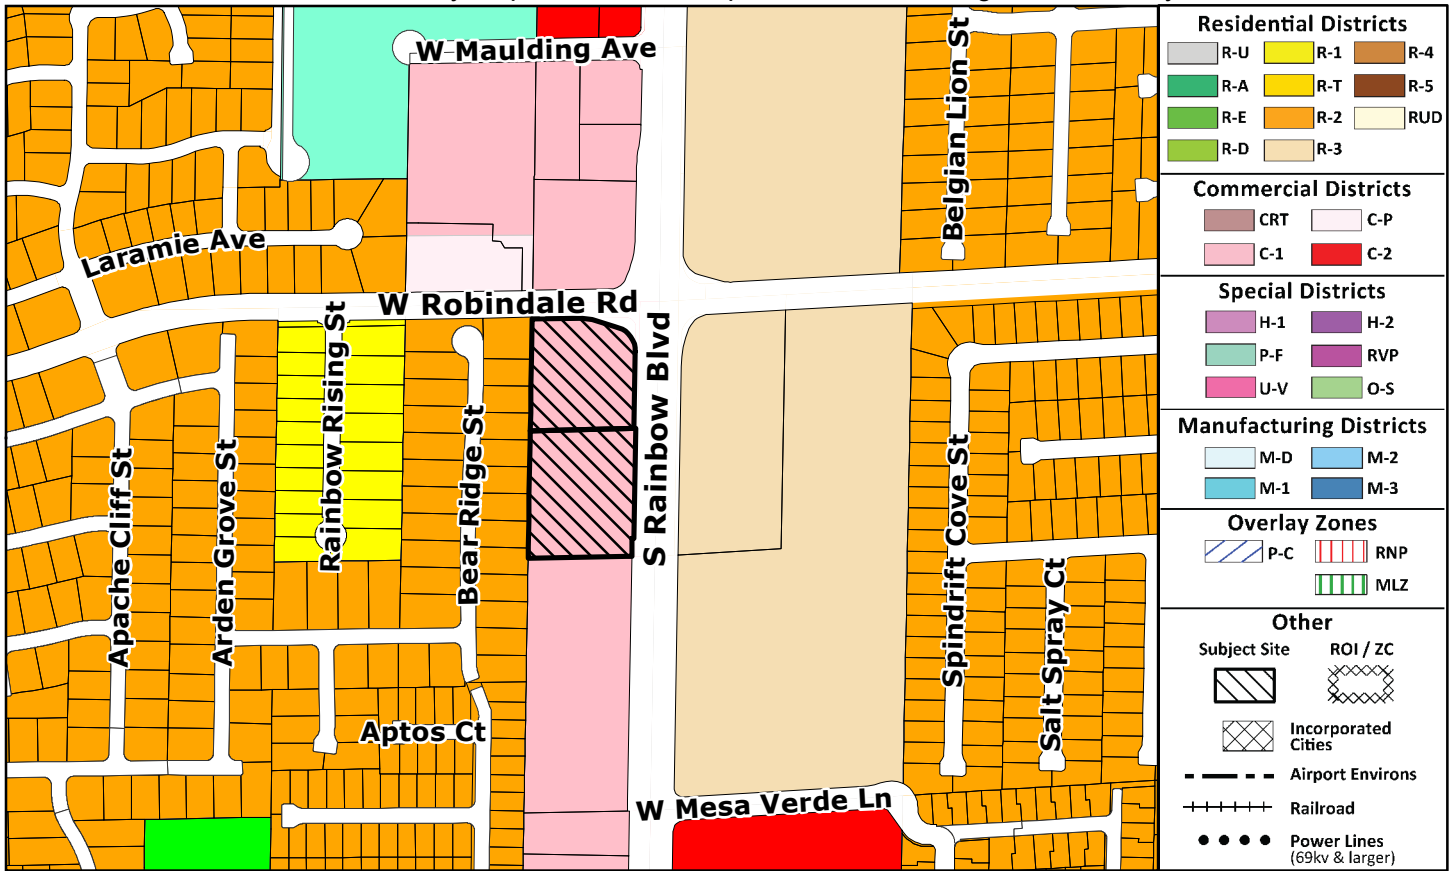 W Maulding Ave
Belgian Lion St
Laramie Ave
W Robindale Rd
Rainbow Rising St
S Rainbow Blvd
Bear Ridge St
Apache Cliff St
Arden Grove St
Spindrift Cove St
Salt Spray Ct
Aptos Ct
W Mesa Verde Ln
Residential Districts
R-U R-1 R-4
R-A R-T R-5
R-E R-2 RUD
R-D R-3
Commercial Districts
CRT C-P
C-1 C-2
Special Districts
H-1 H-2
P-F RVP
U-V O-S
Manufacturing Districts
M-D M-2
M-1 M-3
Overlay Zones
P-C RNP
MLZ
Other
Subject Site ROI / ZC
Incorporated
Cities
Airport Environs
Railroad
Power Lines
(69kv & larger)